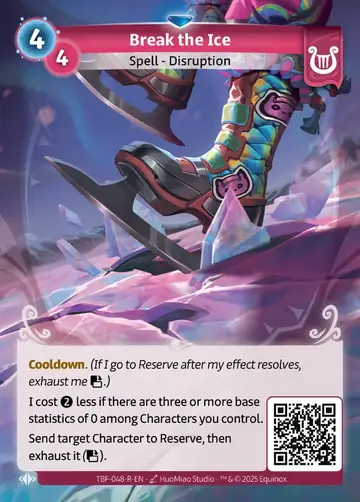 4
4
Break the Ice
Spell - Disruption
Cooldown. (If I go to Reserve after my effect resolves,
exhaust me.)
I cost 2 less if there are three or more base
statistics of 0 among Characters you control.
Send target Character to Reserve, then
exhaust it ().
TBF-048-R-EN - HuoMiao Studio - ™ & © 2025 Equinox